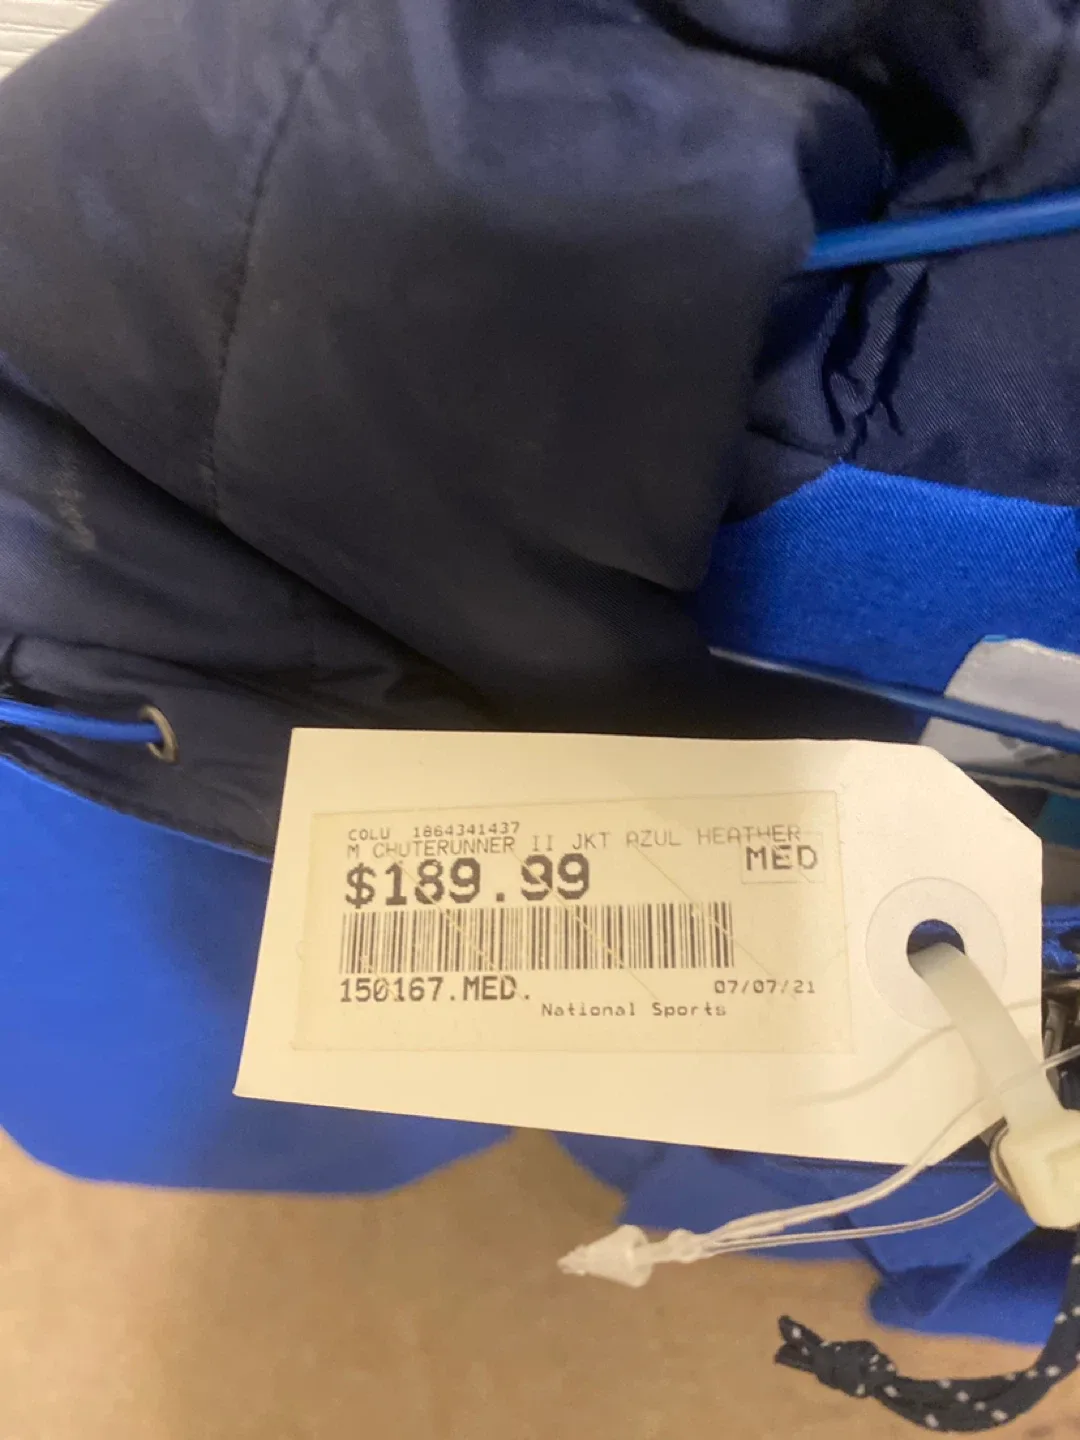 COLU 1864341437
M CHUTERUNNER II JKT AZUL HEATHER
$189.99
MED
150167.MED.
07/07/21
National Sports